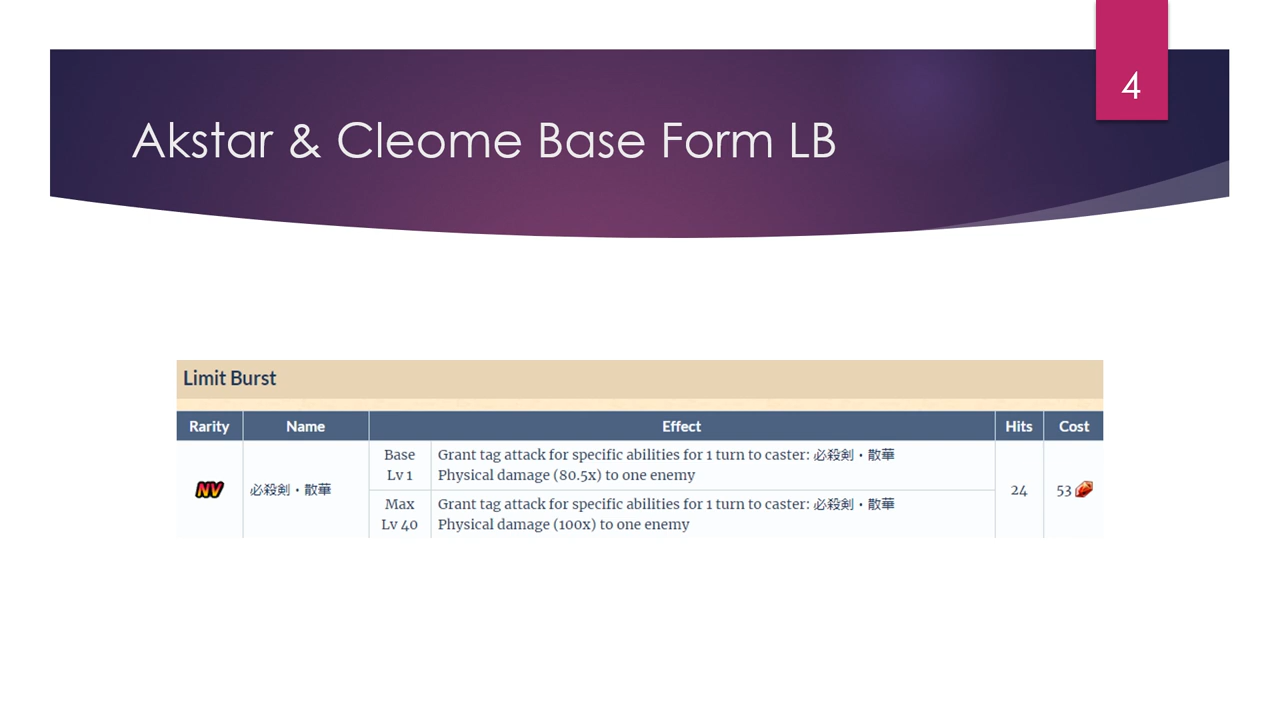 4
Akstar & Cleome Base Form LB
Limit Burst
Rarity Name Effect Hits Cost
NV 必殺剣・散華 24 53
Base Lv 1
Grant tag attack for specific abilities for 1 turn to caster: 必殺剣・散華
Physical damage (80.5x) to one enemy
Max Lv 40
Grant tag attack for specific abilities for 1 turn to caster: 必殺剣・散華
Physical damage (100x) to one enemy